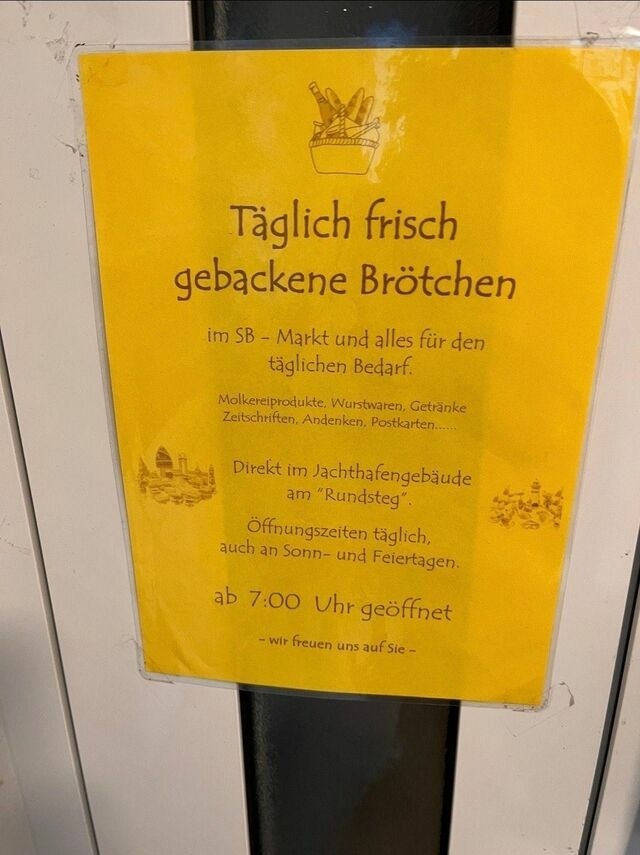 Täglich frisch
gebackene Brötchen
im SB - Markt und alles für den
täglichen Bedarf.
Molkereiprodukte, Wurstwaren, Getränke
Zeitschriften, Andenken, Postkarten......
Direkt im Jachthafengebäude
am "Rundsteg".
Öffnungszeiten täglich,
auch an Sonn- und Feiertagen.
ab 7:00 Uhr geöffnet
- wir freuen uns auf Sie -